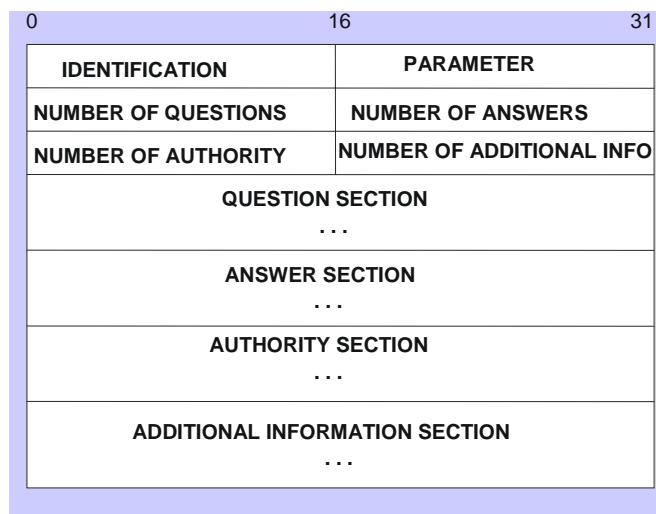 0 16 31
IDENTIFICATION PARAMETER
NUMBER OF QUESTIONS NUMBER OF ANSWERS
NUMBER OF AUTHORITY NUMBER OF ADDITIONAL INFO
QUESTION SECTION
. . .
ANSWER SECTION
. . .
AUTHORITY SECTION
. . .
ADDITIONAL INFORMATION SECTION
. . .